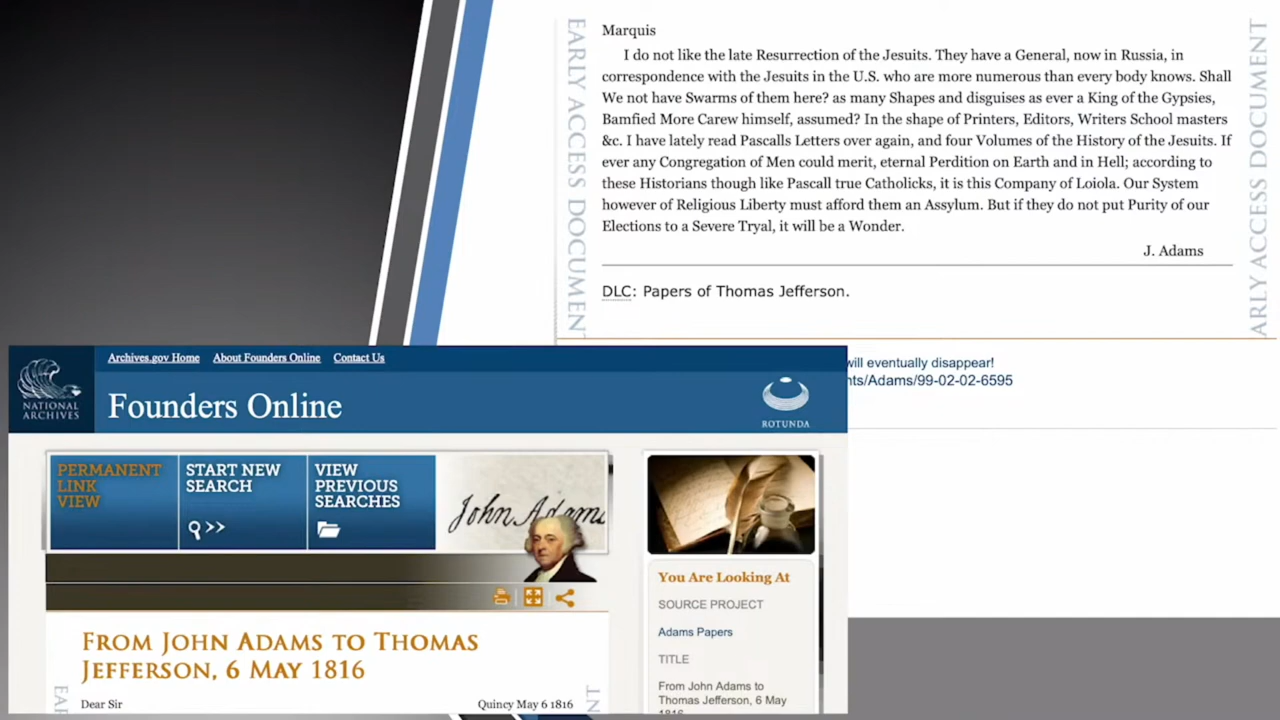 Marquis
I do not like the late Resurrection of the Jesuits. They have a General, now in Russia, in
correspondence with the Jesuits in the U.S. who are more numerous than every body knows. Shall
We not have Swarms of them here? as many Shapes and disguises as ever a King of the Gypsies,
Bamfied More Carew himself, assumed? In the shape of Printers, Editors, Writers School masters
&c. I have lately read Pascalls Letters over again, and four Volumes of the History of the Jesuits. If
ever any Congregation of Men could merit, eternal Perdition on Earth and in Hell; according to
these Historians though like Pascall true Catholicks, it is this Company of Loiola. Our System
however of Religious Liberty must afford them an Assylum. But if they do not put Purity of our
Elections to a Severe Tryal, it will be a Wonder.
J. Adams
DLC: Papers of Thomas Jefferson.
EARLY ACCESS DOCUMEN
ARLY ACCESS DOCUMENT
will eventually disappear!
nts/Adams/99-02-02-6595
Archives.gov Home About Founders Online Contact Us
NATIONAL
ARCHIVES
Founders Online
ROTUNDA
PERMANENT
LINK
VIEW
START NEW
SEARCH
>>
VIEW
PREVIOUS
SEARCHES
John Adams
You Are Looking At
SOURCE PROJECT
Adams Papers
TITLE
From John Adams to
Thomas Jefferson, 6 May
1816
FROM JOHN ADAMS TO THOMAS
JEFFERSON, 6 MAY 1816
Dear Sir
Quincy May 6 1816
EAR
NT